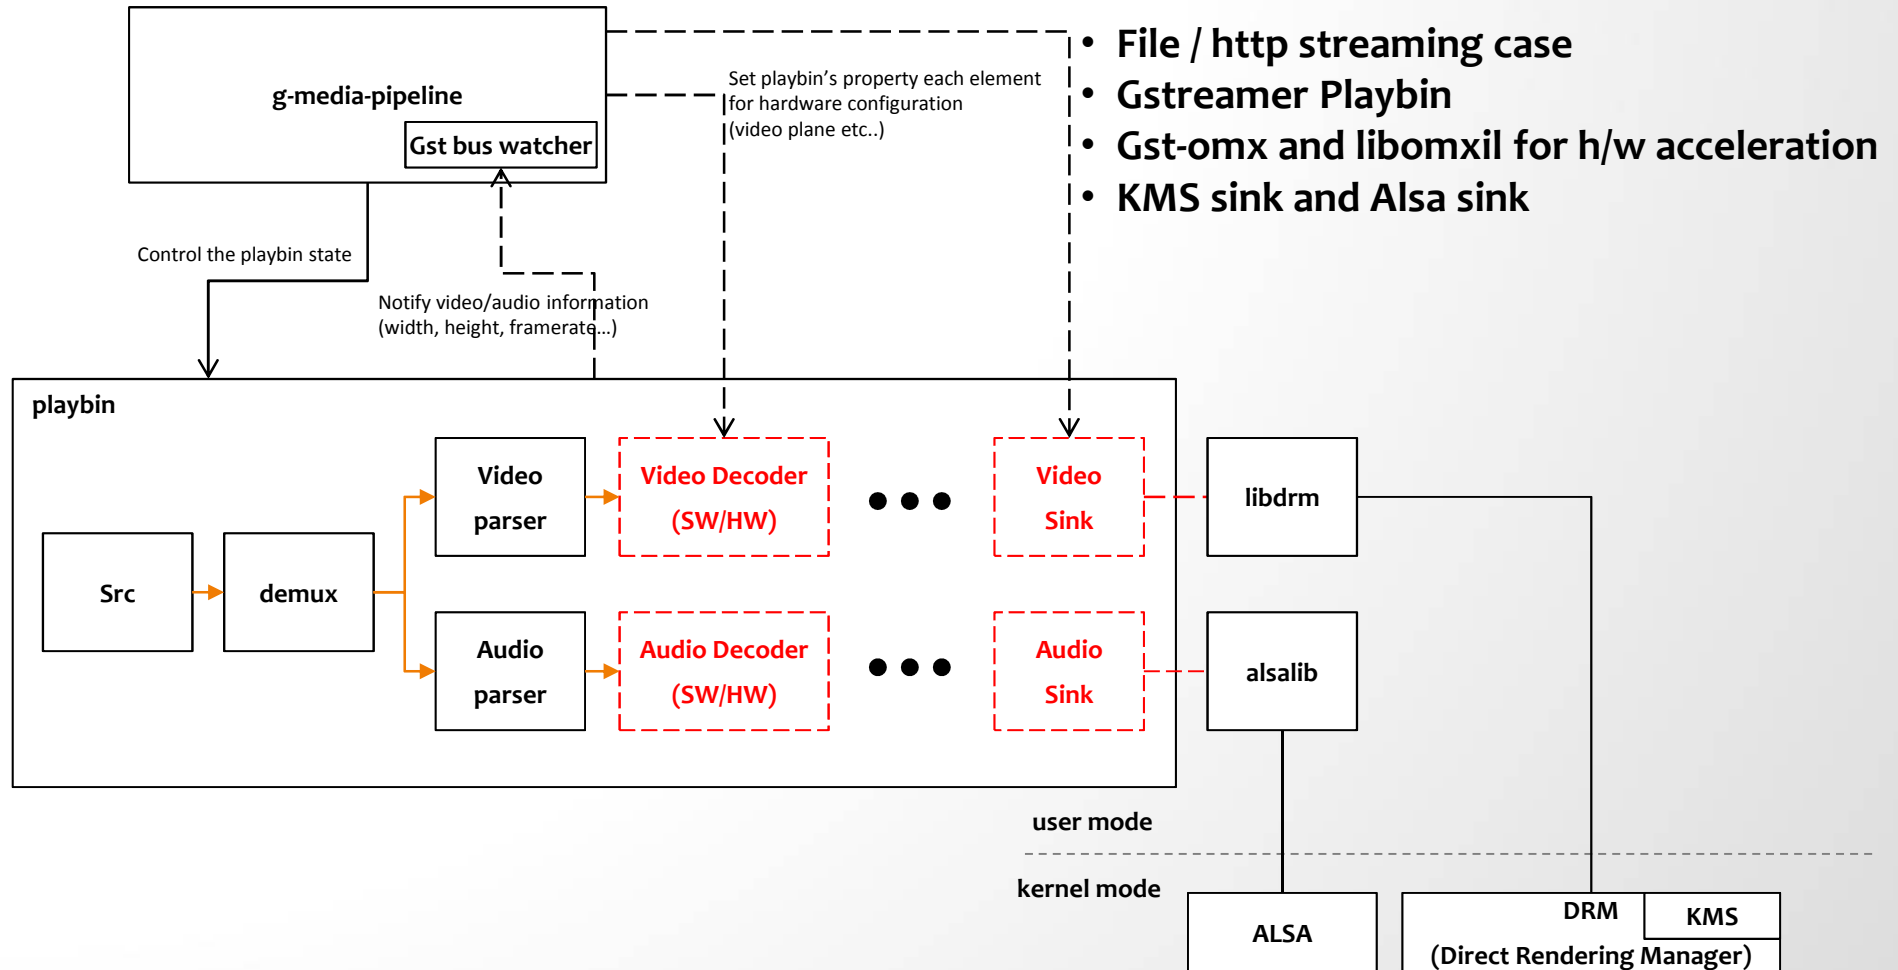 g-media-pipeline
Gst bus watcher
Set playbin's property each element
for hardware configuration
(video plane etc..)
• File / http streaming case
• Gstreamer Playbin
• Gst-omx and libomxil for h/w acceleration
• KMS sink and Alsa sink
Control the playbin state
Notify video/audio information
(width, height, framerate...)
playbin
Src
demux
Video
parser
Video Decoder
(SW/HW)
Video
Sink
libdrm
Audio
parser
Audio Decoder
(SW/HW)
Audio
Sink
alsalib
user mode
kernel mode
ALSA
DRM
KMS
(Direct Rendering Manager)